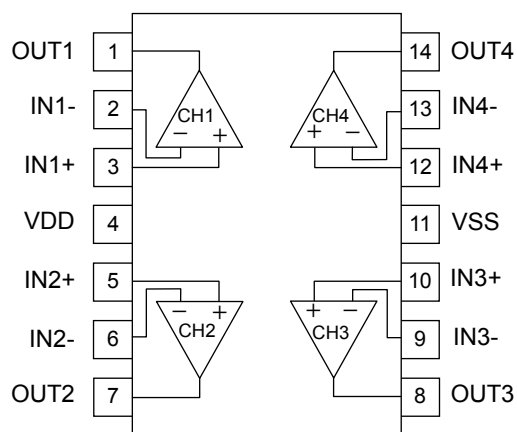 OUT1 1 14 OUT4
IN1- 2 CH1 CH4 13 IN4-
− + + −
IN1+ 3 12 IN4+
VDD 4 11 VSS
IN2+ 5 10 IN3+
− + + −
IN2- 6 CH2 CH3 9 IN3-
OUT2 7 8 OUT3